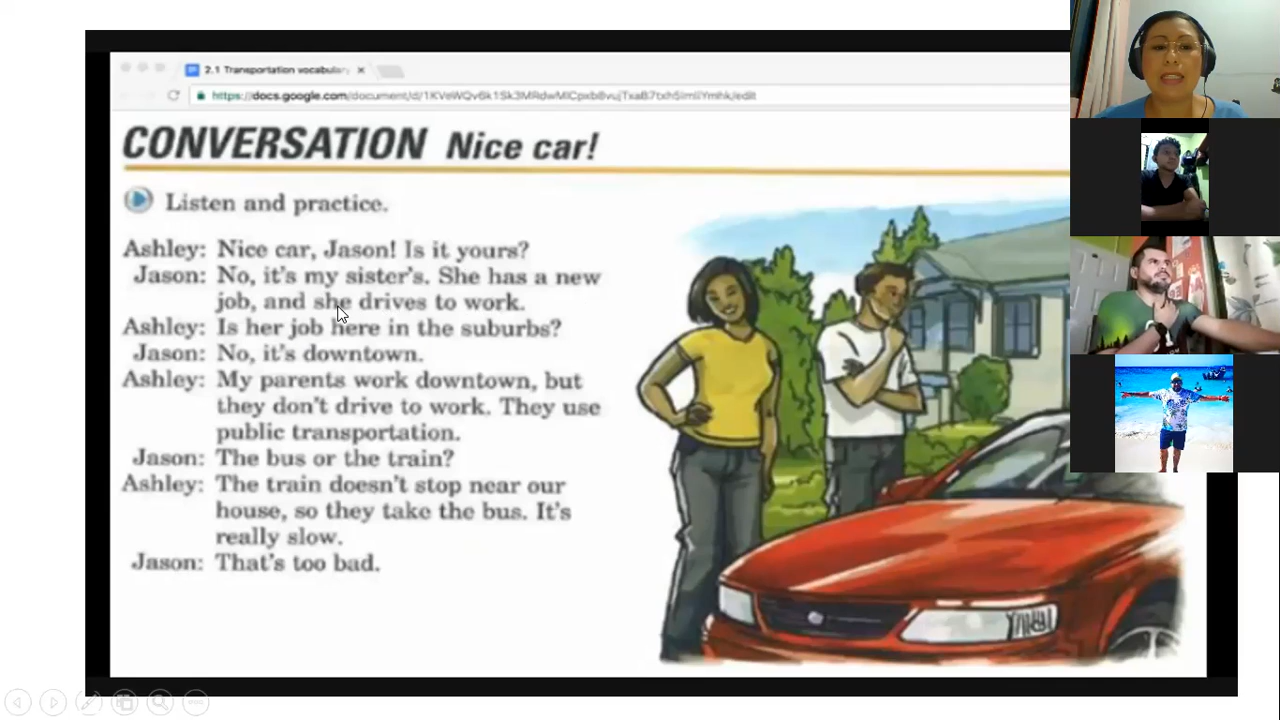 2.1 Transportation vocabulary
CONVERSATION Nice car!
Listen and practice.
Ashley: Nice car, Jason! Is it yours?
Jason: No, it's my sister's. She has a new
job, and she drives to work.
Ashley: Is her job here in the suburbs?
Jason: No, it's downtown.
Ashley: My parents work downtown, but
they don't drive to work. They use
public transportation.
Jason: The bus or the train?
Ashley: The train doesn't stop near our
house, so they take the bus. It's
really slow.
Jason: That's too bad.